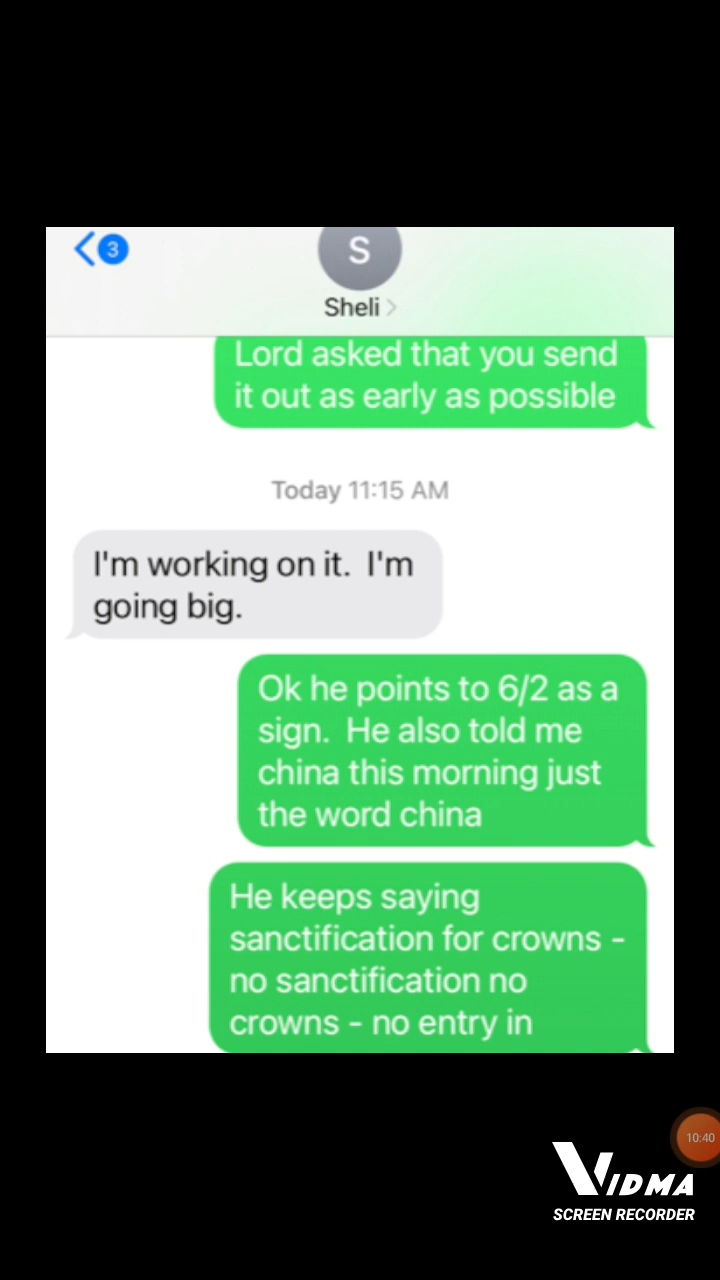 3
S
Sheli
Lord asked that you send
it out as early as possible
Today 11:15 AM
I'm working on it.  I'm
going big.
Ok he points to 6/2 as a
sign.  He also told me
china this morning just
the word china
He keeps saying
sanctification for crowns -
no sanctification no
crowns - no entry in
10:40
VIDMA
SCREEN RECORDER